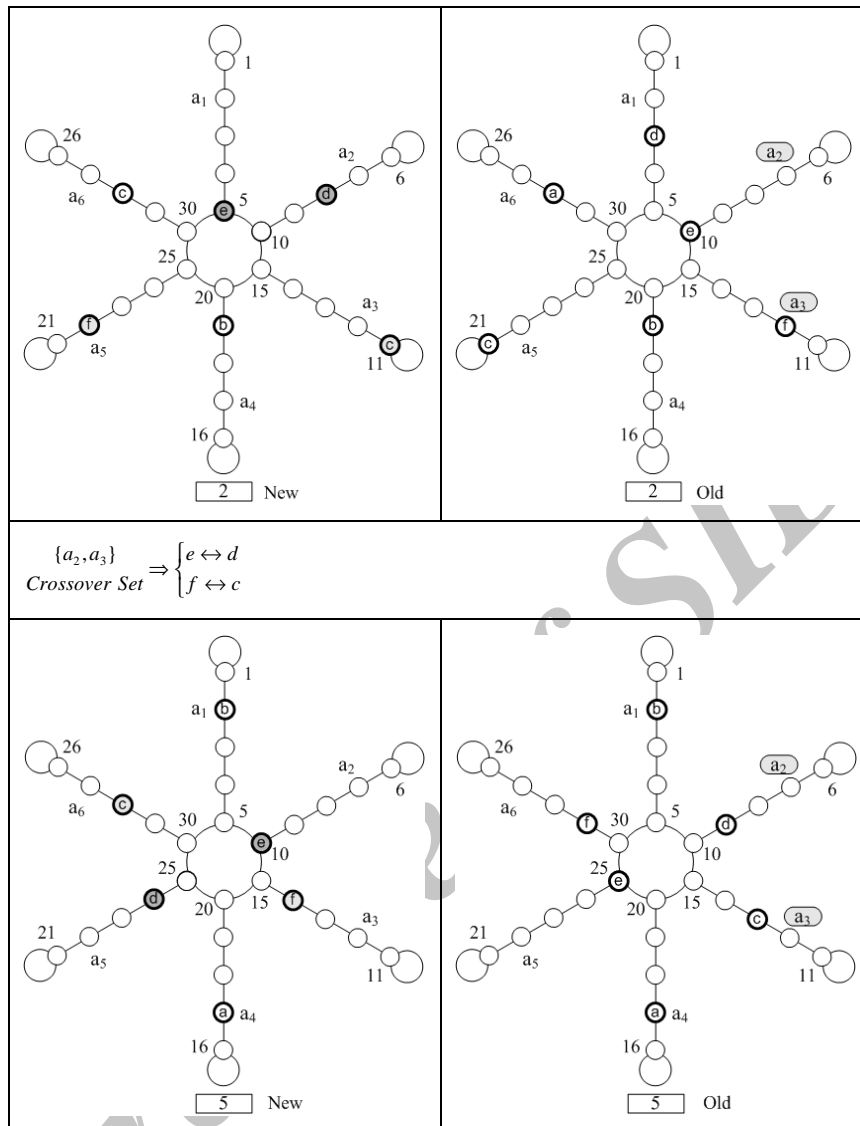 1
a1
26
a2
6
a6
c
d
5
e
30
10
25
15
20
a3
21
f
b
c
a5
11
a4
16
2 New
1
a1
26
d
a2
6
a6
a
5
30
e
10
25
15
20
a3
21
b
f
c
a5
11
a4
16
2 Old
{a2, a3}
Crossover Set ⇒ { e ↔ d
f ↔ c
1
a1 b
26
a2
6
a6
c
5
30
e
10
25
15
20
d
f
21
a3
a5
11
a a4
16
5 New
1
a1 b
26
a2
6
a6
f
30
5
d
10
25
e
15
20
c
a3
21
a5
11
a a4
16
5 Old